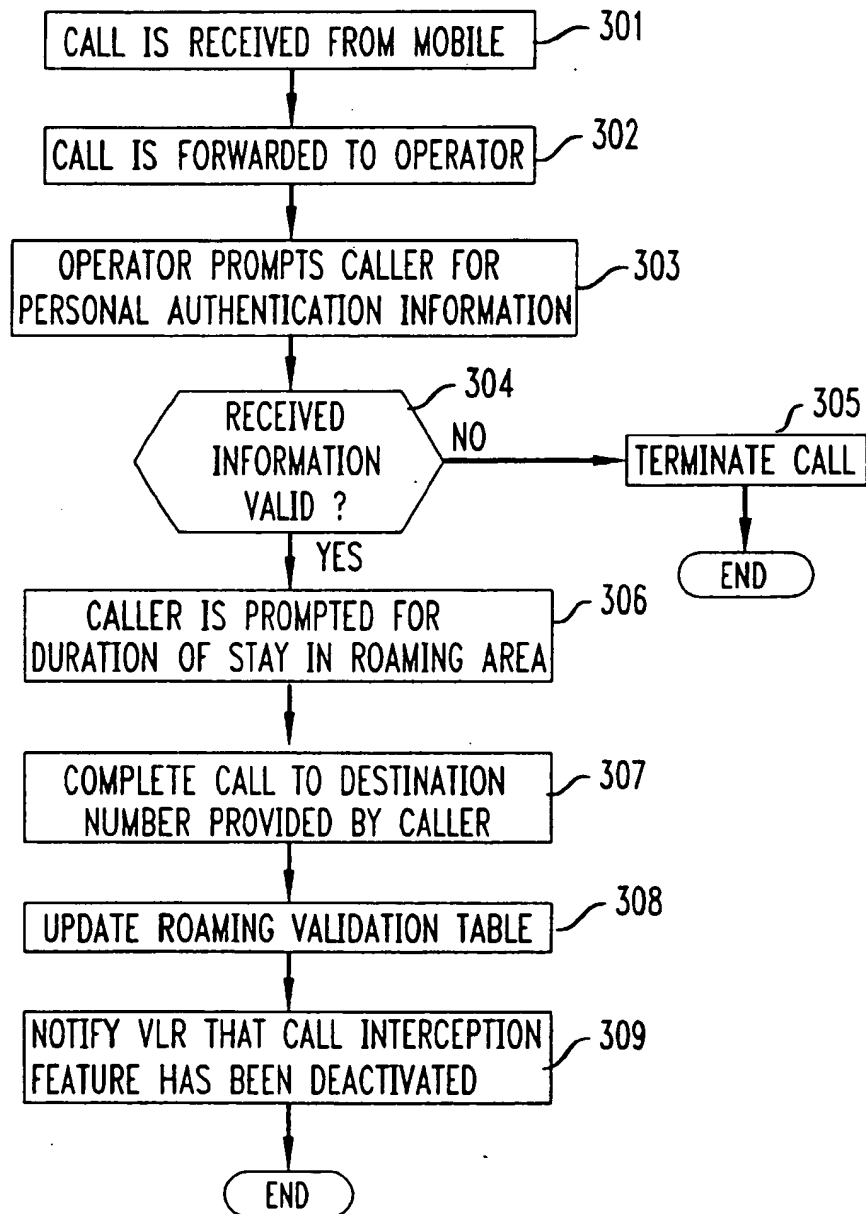 CALL IS RECEIVED FROM MOBILE
301
CALL IS FORWARDED TO OPERATOR
302
OPERATOR PROMPTS CALLER FOR
PERSONAL AUTHENTICATION INFORMATION
303
304
RECEIVED
INFORMATION
VALID ?
NO
305
TERMINATE CALL
END
YES
CALLER IS PROMPTED FOR
DURATION OF STAY IN ROAMING AREA
306
COMPLETE CALL TO DESTINATION
NUMBER PROVIDED BY CALLER
307
UPDATE ROAMING VALIDATION TABLE
308
NOTIFY VLR THAT CALL INTERCEPTION
FEATURE HAS BEEN DEACTIVATED
309
END